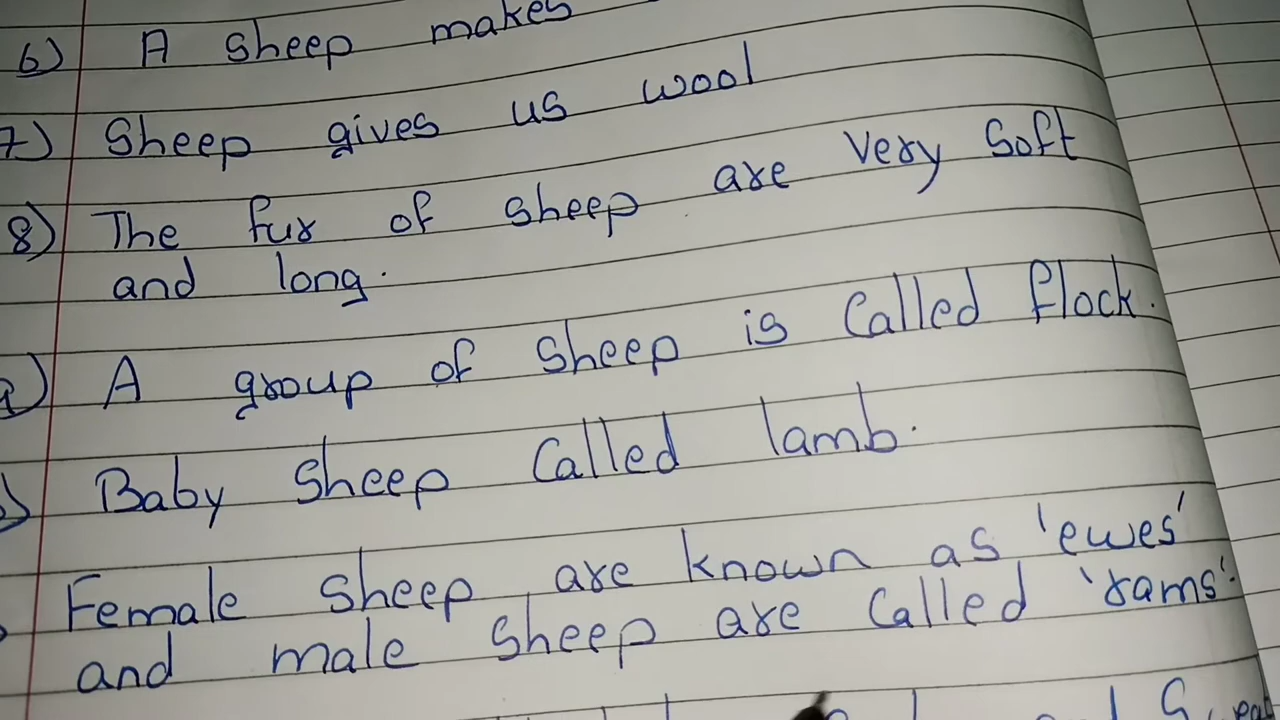 6) A sheep makes
7) Sheep gives us wool
8) The fur of sheep are very soft
and long.
9) A group of sheep is called flock.
Baby sheep called lamb.
Female sheep are known as 'ewes'
and male sheep are called 'rams'.